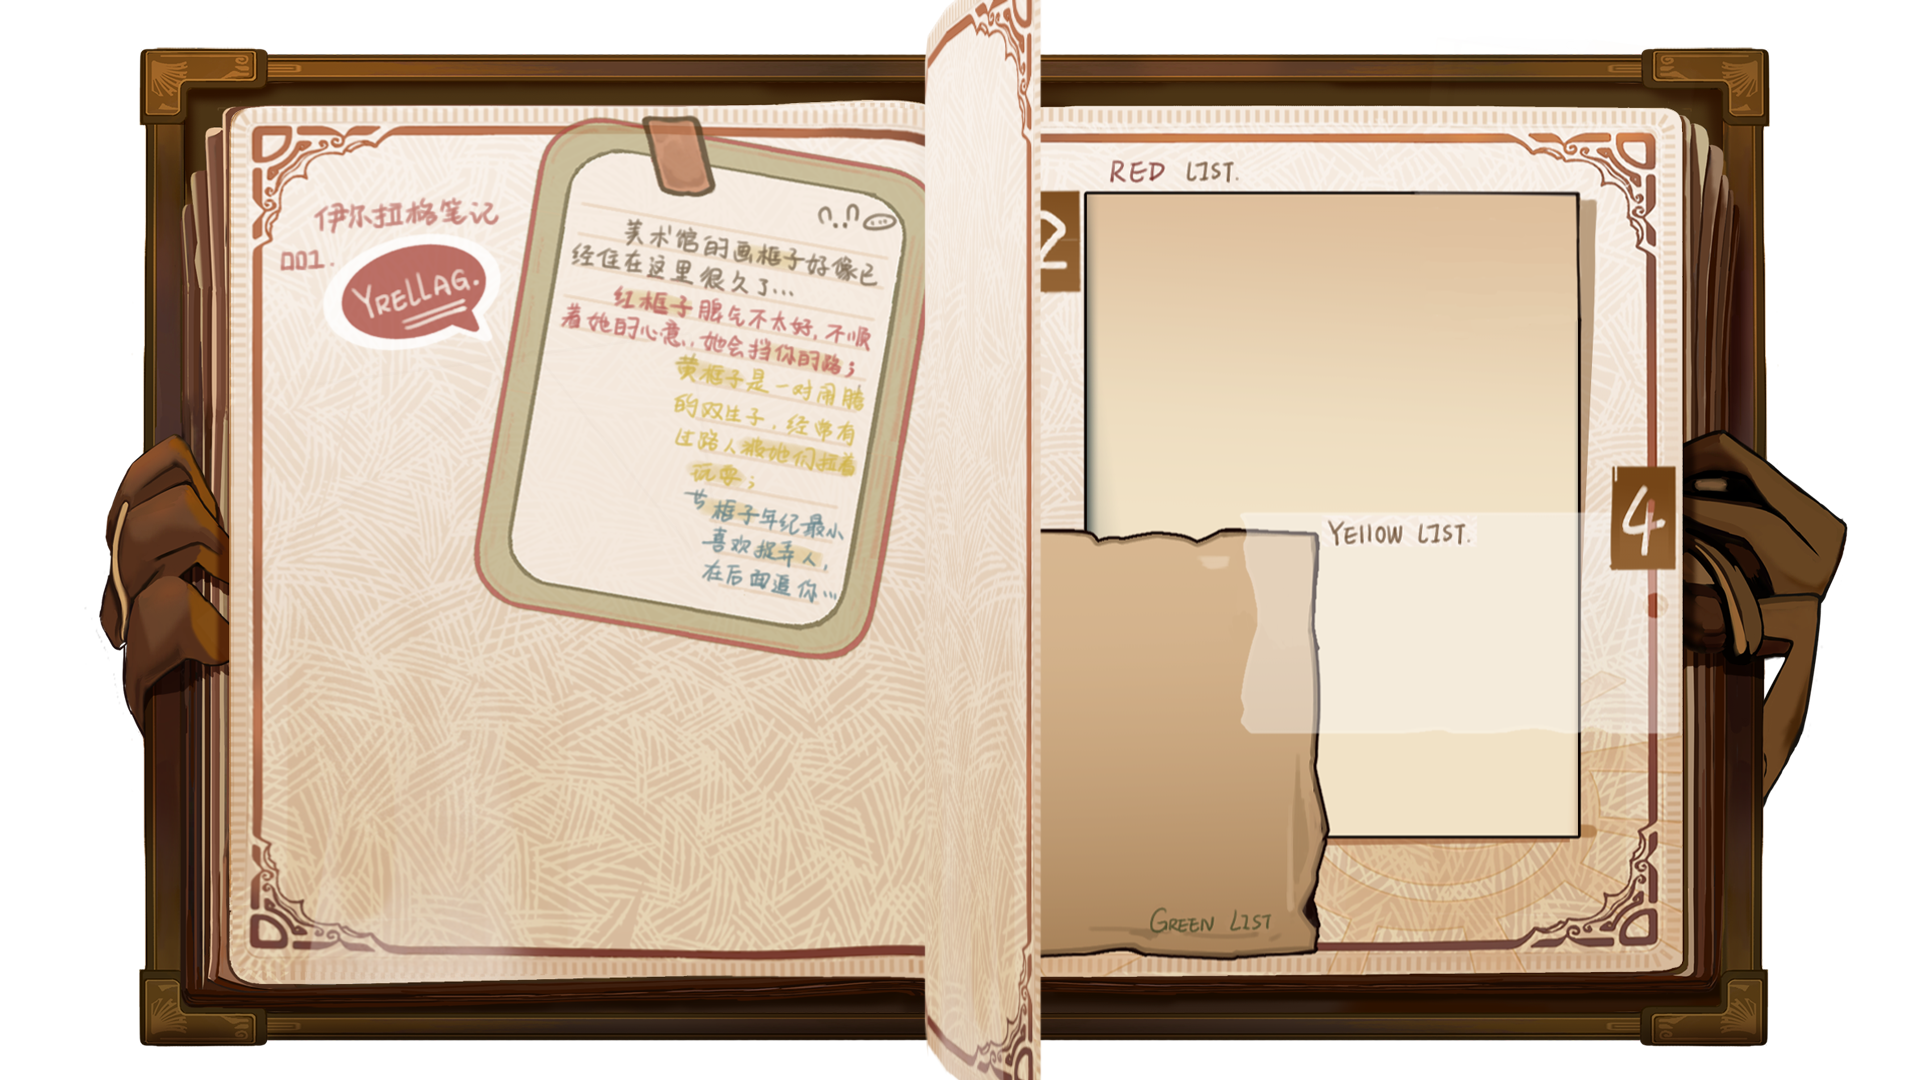 伊尔拉格笔记
001.
YRELLAG.
美术馆的画框子好像已
经住在这里很久了...
红框子脾气不太好,不顺
着她的心意..她会挡你的路;
黄框子是一对闹腾
的双生子,经常有
过路人被她们拉着
玩耍;
框子年纪最小
喜欢捉弄人,
在后面追你...
RED LIST.
2
4
YELLOW LIST.
GREEN LIST